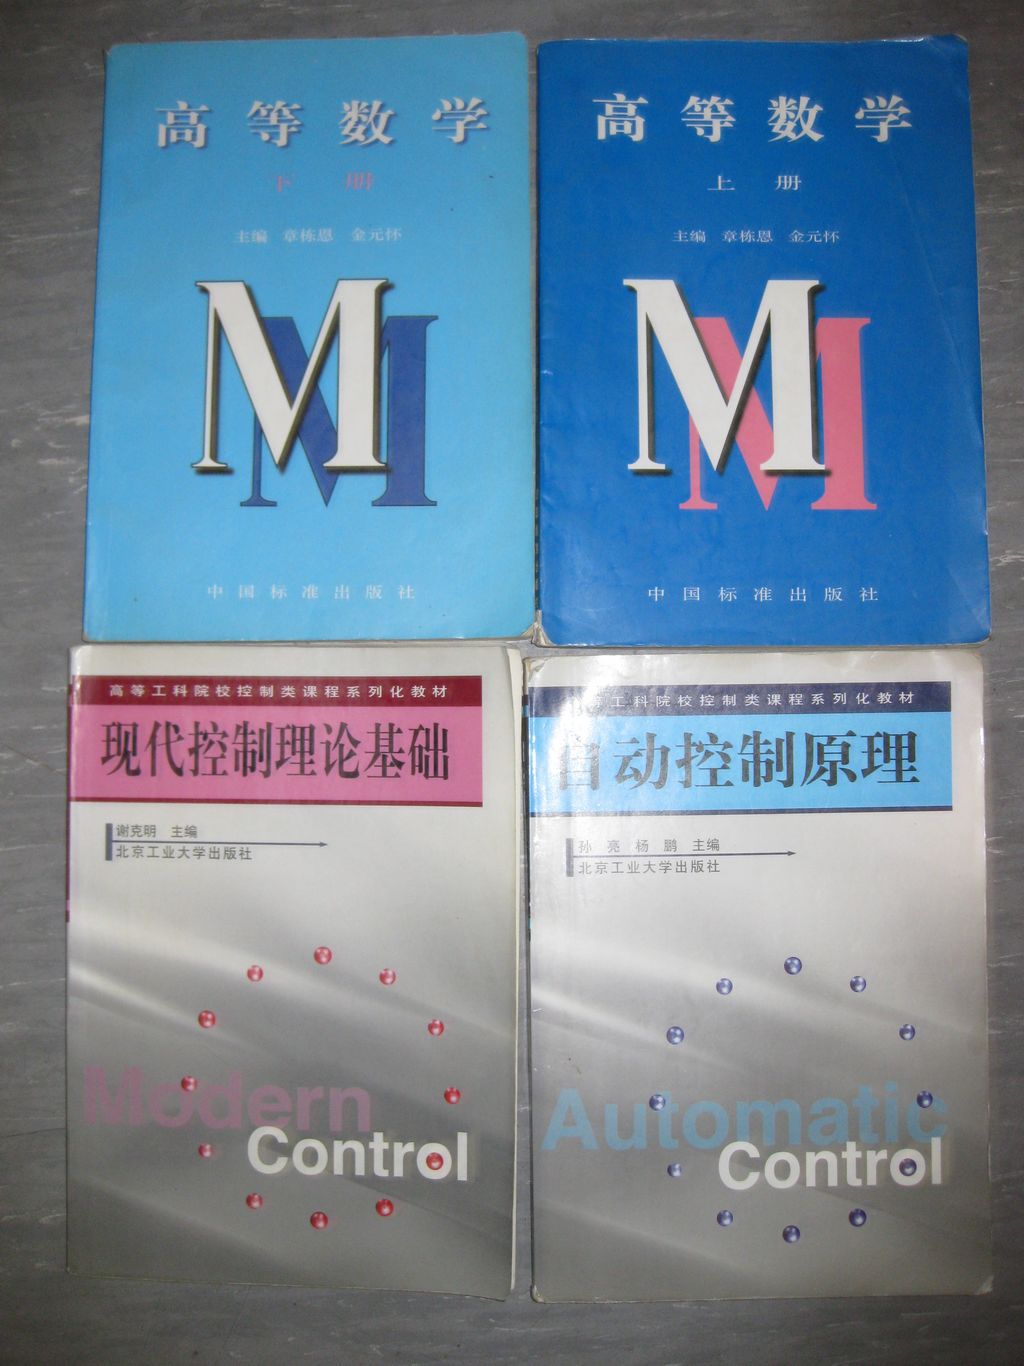 高等数学
下册
主编 章栋恩 金元怀
M
M
中国标准出版社
高等数学
上册
主编 章栋恩 金元怀
M
M
中国标准出版社
高等工科院校控制类课程系列化教材
现代控制理论基础
谢克明 主编
北京工业大学出版社
Modern
Control
等工科院校控制类课程系列化教材
自动控制原理
孙亮 杨鹏 主编
北京工业大学出版社
Automatic
Control